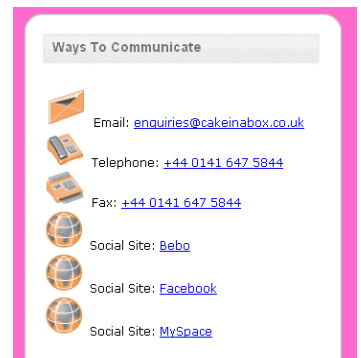 Ways To Communicate
Email: enquiries@cakeinabox.co.uk
Telephone: +44 0141 647 5844
Fax: +44 0141 647 5844
Social Site: Bebo
Social Site: Facebook
Social Site: MySpace